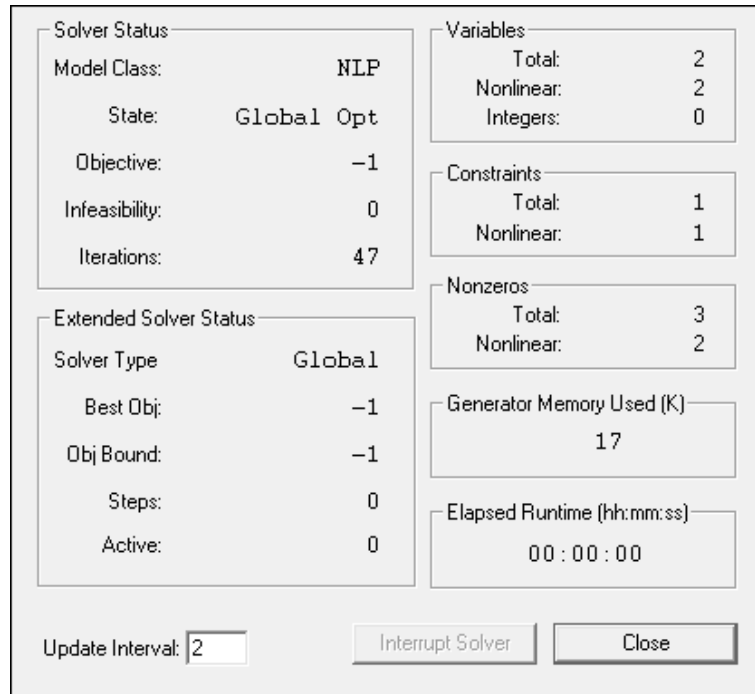 Solver Status
Model Class: NLP
State: Global Opt
Objective: -1
Infeasibility: 0
Iterations: 47
Extended Solver Status
Solver Type Global
Best Obj: -1
Obj Bound: -1
Steps: 0
Active: 0
Variables
Total: 2
Nonlinear: 2
Integers: 0
Constraints
Total: 1
Nonlinear: 1
Nonzeros
Total: 3
Nonlinear: 2
Generator Memory Used (K)
17
Elapsed Runtime (hh:mm:ss)
00:00:00
Update Interval: 2
Interrupt Solver
Close